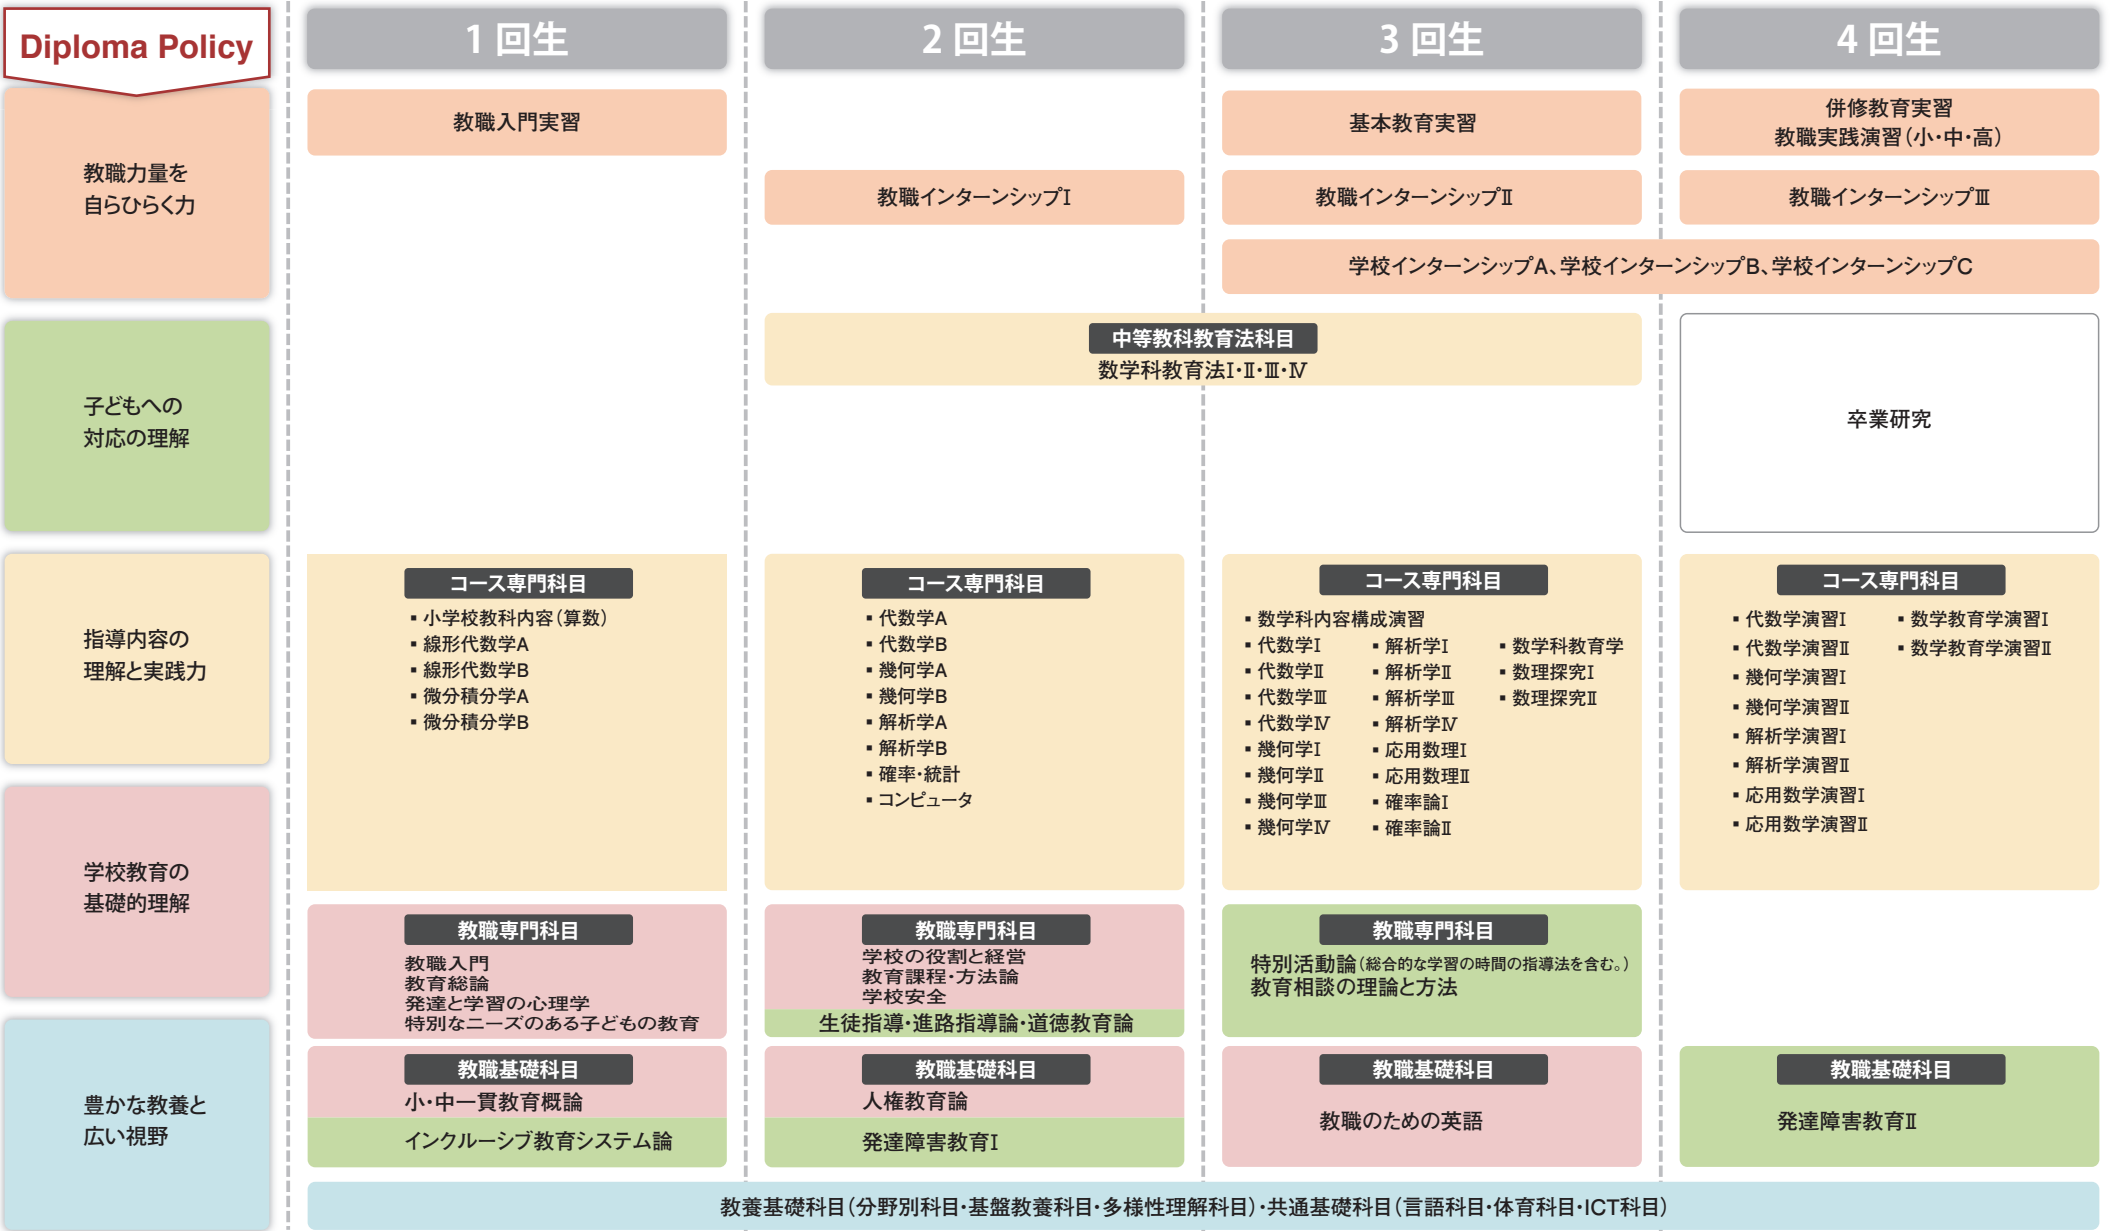 Diploma Policy
1 回生
2 回生
3 回生
4 回生
教職力量を
自らひらく力
子どもへの
対応の理解
指導内容の
理解と実践力
学校教育の
基礎的理解
豊かな教養と
広い視野
教職入門実習
基本教育実習
併修教育実習
教職実践演習(小・中・高)
教職インターンシップⅠ
教職インターンシップⅡ
教職インターンシップⅢ
学校インターンシップA、学校インターンシップB、学校インターンシップC
中等教科教育法科目
数学科教育法Ⅰ・Ⅱ・Ⅲ・Ⅳ
卒業研究
コース専門科目
▪ 小学校教科内容(算数)
▪ 線形代数学A
▪ 線形代数学B
▪ 微分積分学A
▪ 微分積分学B
コース専門科目
▪ 代数学A
▪ 代数学B
▪ 幾何学A
▪ 幾何学B
▪ 解析学A
▪ 解析学B
▪ 確率・統計
▪ コンピュータ
コース専門科目
▪ 数学科内容構成演習
▪ 代数学Ⅰ
▪ 代数学Ⅱ
▪ 代数学Ⅲ
▪ 代数学Ⅳ
▪ 幾何学Ⅰ
▪ 幾何学Ⅱ
▪ 幾何学Ⅲ
▪ 幾何学Ⅳ
▪ 解析学Ⅰ
▪ 解析学Ⅱ
▪ 解析学Ⅲ
▪ 解析学Ⅳ
▪ 応用数理Ⅰ
▪ 応用数理Ⅱ
▪ 確率論Ⅰ
▪ 確率論Ⅱ
▪ 数学科教育学
▪ 数理探究Ⅰ
▪ 数理探究Ⅱ
コース専門科目
▪ 代数学演習Ⅰ
▪ 代数学演習Ⅱ
▪ 幾何学演習Ⅰ
▪ 幾何学演習Ⅱ
▪ 解析学演習Ⅰ
▪ 解析学演習Ⅱ
▪ 応用数学演習Ⅰ
▪ 応用数学演習Ⅱ
▪ 数学教育学演習Ⅰ
▪ 数学教育学演習Ⅱ
教職専門科目
教職入門
教育総論
発達と学習の心理学
特別なニーズのある子どもの教育
教職専門科目
学校の役割と経営
教育課程・方法論
学校安全
生徒指導・進路指導論・道徳教育論
教職専門科目
特別活動論(総合的な学習の時間の指導法を含む。)
教育相談の理論と方法
教職基礎科目
小・中一貫教育概論
インクルーシブ教育システム論
教職基礎科目
人権教育論
発達障害教育Ⅰ
教職基礎科目
教職のための英語
教職基礎科目
発達障害教育Ⅱ
教養基礎科目(分野別科目・基盤教養科目・多様性理解科目)・共通基礎科目(言語科目・体育科目・ICT科目)